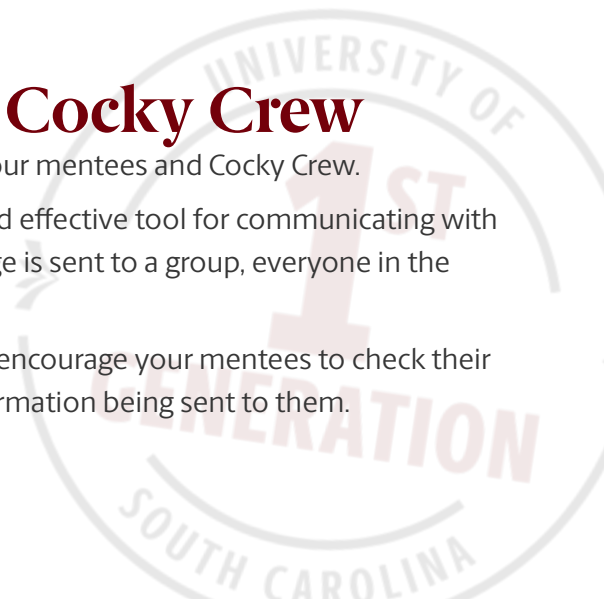 Cocky Crew
our mentees and Cocky Crew.
d effective tool for communicating with
ge is sent to a group, everyone in the
encourage your mentees to check their
rmation being sent to them.
UNIVERSITY OF
1ST
GENERATION
SOUTH CAROLINA